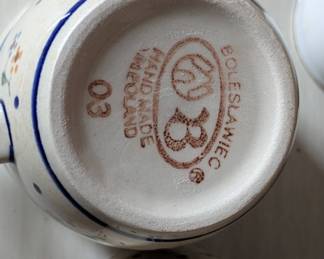 BOLESŁAWIEC
B
®
HAND MADE
IN POLAND
03